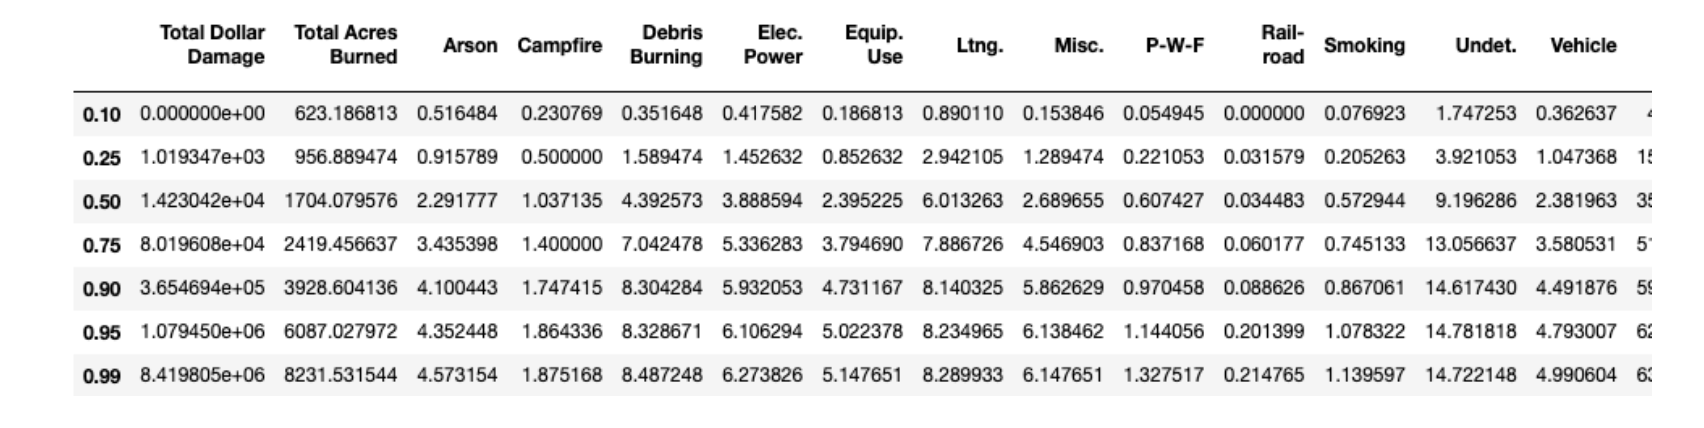 Total Dollar Damage Total Acres Burned Arson Campfire Debris Burning Elec. Power Equip. Use Ltng. Misc. P-W-F Rail-road Smoking Undet. Vehicle
0.10 0.000000e+00 623.186813 0.516484 0.230769 0.351648 0.417582 0.186813 0.890110 0.153846 0.054945 0.000000 0.076923 1.747253 0.362637 4
0.25 1.019347e+03 956.889474 0.915789 0.500000 1.589474 1.452632 0.852632 2.942105 1.289474 0.221053 0.031579 0.205263 3.921053 1.047368 15
0.50 1.423042e+04 1704.079576 2.291777 1.037135 4.392573 3.888594 2.395225 6.013263 2.689655 0.607427 0.034483 0.572944 9.196286 2.381963 35
0.75 8.019608e+04 2419.456637 3.435398 1.400000 7.042478 5.336283 3.794690 7.886726 4.546903 0.837168 0.060177 0.745133 13.056637 3.580531 5
0.90 3.654694e+05 3928.604136 4.100443 1.747415 8.304284 5.932053 4.731167 8.140325 5.862629 0.970458 0.088626 0.867061 14.617430 4.491876 59
0.95 1.079450e+06 6087.027972 4.352448 1.864336 8.328671 6.106294 5.022378 8.234965 6.138462 1.144056 0.201399 1.078322 14.781818 4.793007 62
0.99 8.419805e+06 8231.531544 4.573154 1.875168 8.487248 6.273826 5.147651 8.289933 6.147651 1.327517 0.214765 1.139597 14.722148 4.990604 63